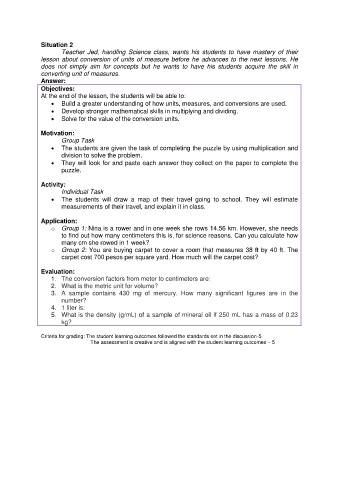 Situation 2
Teacher Jed, handling Science class, wants his students to have mastery of their
lesson about conversion of units of measure before he advances to the next lessons. He
does not simply aim for concepts but he wants to have his students acquire the skill in
converting unit of measures.
Answer:
Objectives:
At the end of the lesson, the students will be able to:
• Build a greater understanding of how units, measures, and conversions are used.
• Develop stronger mathematical skills in multiplying and dividing.
• Solve for the value of the conversion units.
Motivation:
Group Task
• The students are given the task of completing the puzzle by using multiplication and
division to solve the problem.
• They will look for and paste each answer they collect on the paper to complete the
puzzle.
Activity:
Individual Task
• The students will draw a map of their travel going to school. They will estimate
measurements of their travel, and explain it in class.
Application:
o Group 1: Nina is a rower and in one week she rows 14.56 km. However, she needs
to find out how many centimeters this is, for science reasons. Can you calculate how
many cm she rowed in 1 week?
o Group 2: You are buying carpet to cover a room that measures 38 ft by 40 ft. The
carpet cost 700 pesos per square yard. How much will the carpet cost?
Evaluation:
1. The conversion factors from meter to centimeters are:
2. What is the metric unit for volume?
3. A sample contains 430 mg of mercury. How many significant figures are in the
number?
4. 1 liter is:
5. What is the density (g/mL) of a sample of mineral oil if 250 mL has a mass of 0.23
kg?
Criteria for grading: The student learning outcomes followed the standards set in the discussion-5
The assessment is creative and is aligned with the student learning outcomes – 5